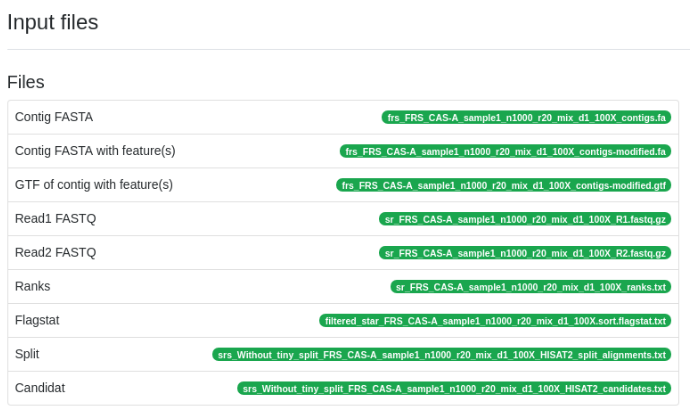 Input files
Files
Contig FASTA frs_FRS_CAS-A_sample1_n1000_r20_mix_d1_100X_contigs.fa
Contig FASTA with feature(s) frs_FRS_CAS-A_sample1_n1000_r20_mix_d1_100X_contigs-modified.fa
GTF of contig with feature(s) frs_FRS_CAS-A_sample1_n1000_r20_mix_d1_100X_contigs-modified.gtf
Read1 FASTQ sr_FRS_CAS-A_sample1_n1000_r20_mix_d1_100X_R1.fastq.gz
Read2 FASTQ sr_FRS_CAS-A_sample1_n1000_r20_mix_d1_100X_R2.fastq.gz
Ranks sr_FRS_CAS-A_sample1_n1000_r20_mix_d1_100X_ranks.txt
Flagstat filtered_star_FRS_CAS-A_sample1_n1000_r20_mix_d1_100X.sort.flagstat.txt
Split srs_Without_tiny_split_FRS_CAS-A_sample1_n1000_r20_mix_d1_100X_HISAT2_split_alignments.txt
Candidat srs_Without_tiny_split_FRS_CAS-A_sample1_n1000_r20_mix_d1_100X_HISAT2_candidates.txt